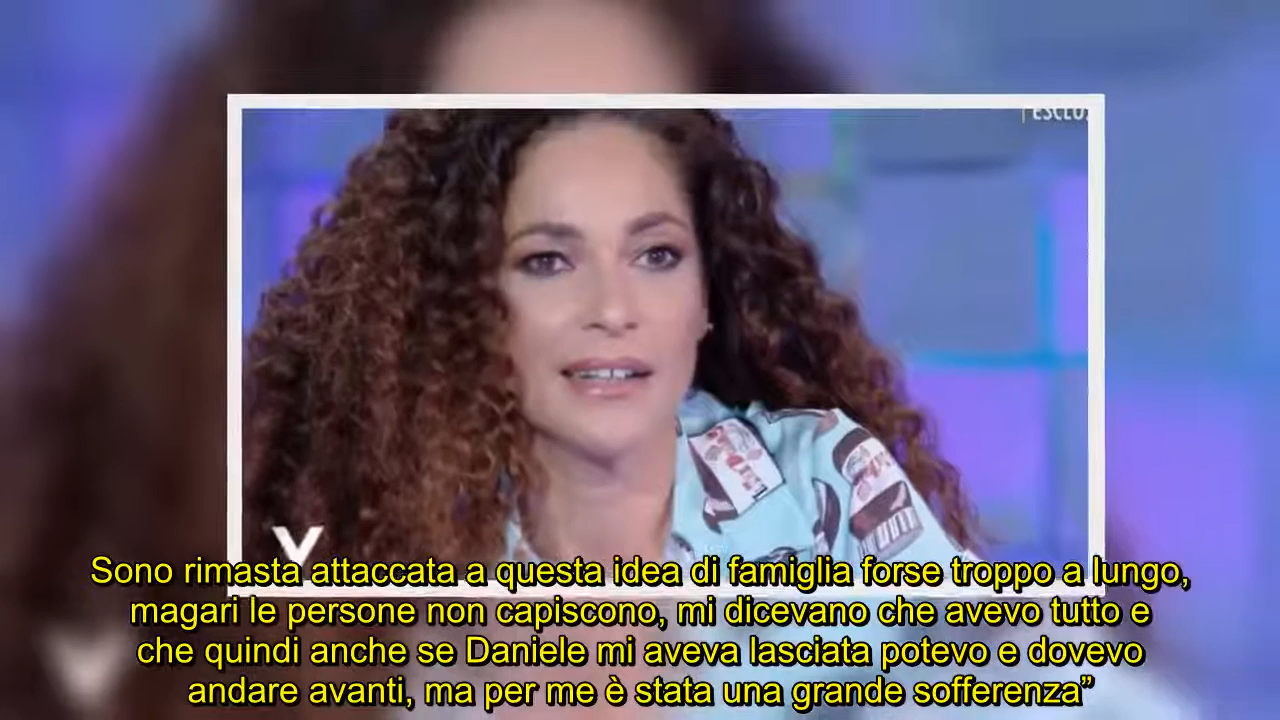 Sono rimasta attaccata a questa idea di famiglia forse troppo a lungo,
magari le persone non capiscono, mi dicevano che avevo tutto e
che quindi anche se Daniele mi aveva lasciata potevo e dovevo
andare avanti, ma per me è stata una grande sofferenza”